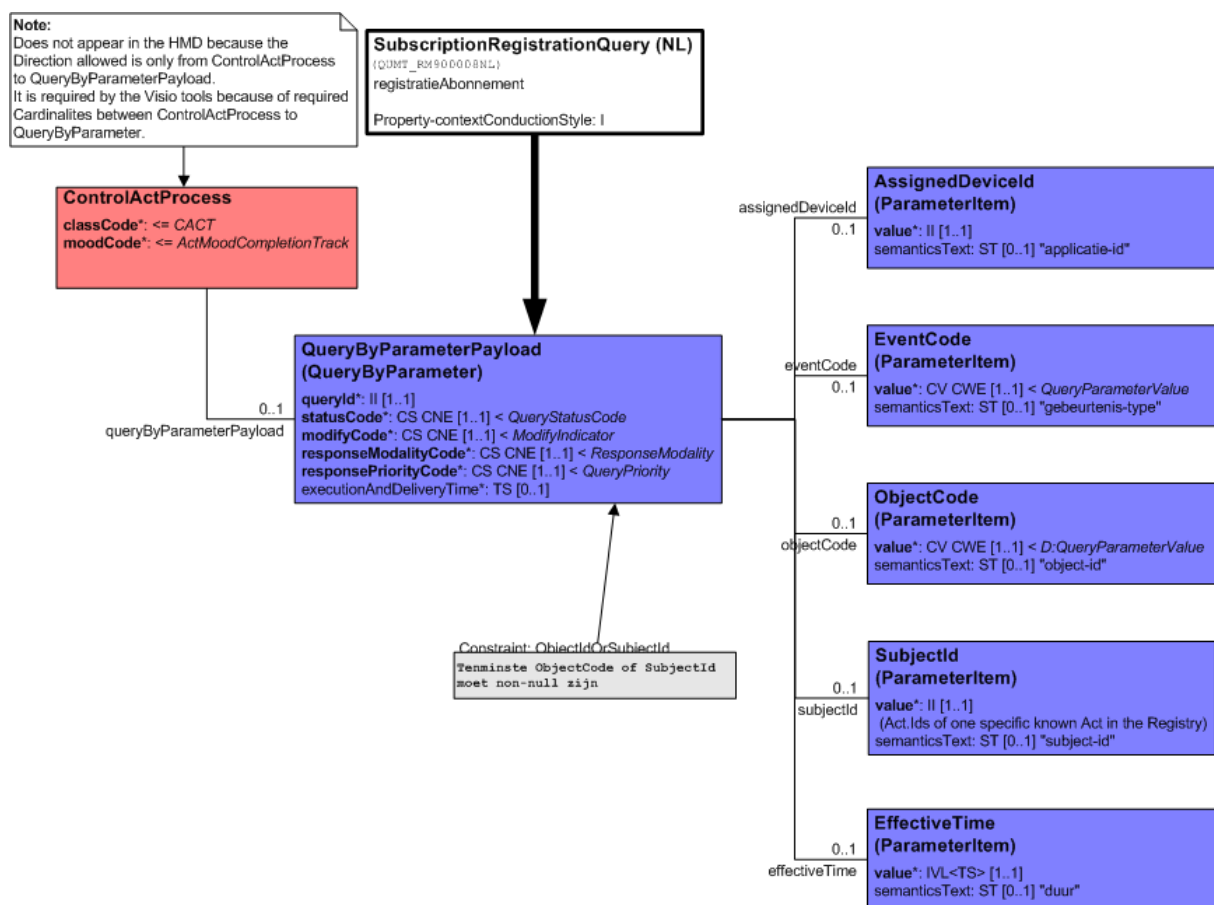 Note:
Does not appear in the HMD because the
Direction allowed is only from ControlActProcess
to QueryByParameterPayload.
It is required by the Visio tools because of required
Cardinalites between ControlActProcess to
QueryByParameter.
SubscriptionRegistrationQuery (NL)
(QUMT_RM900008NL)
registratieAbonnement
Property-contextConductionStyle: I
ControlActProcess
classCode*: <= CACT
moodCode*: <= ActMoodCompletionTrack
0..1
queryByParameterPayload
QueryByParameterPayload
(QueryByParameter)
queryId*: II [1..1]
statusCode*: CS CNE [1..1] < QueryStatusCode
modifyCode*: CS CNE [1..1] < ModifyIndicator
responseModalityCode*: CS CNE [1..1] < ResponseModality
responsePriorityCode*: CS CNE [1..1] < QueryPriority
executionAndDeliveryTime*: TS [0..1]
Constraint: ObjectIdOrSubjectId
Tenminste ObjectCode of SubjectId
moet non-null zijn
assignedDeviceId
0..1
AssignedDeviceId
(ParameterItem)
value*: II [1..1]
semanticsText: ST [0..1] "applicatie-id"
eventCode
0..1
EventCode
(ParameterItem)
value*: CV CWE [1..1] < QueryParameterValue
semanticsText: ST [0..1] "gebeurtenis-type"
0..1
objectCode
ObjectCode
(ParameterItem)
value*: CV CWE [1..1] < D:QueryParameterValue
semanticsText: ST [0..1] "object-id"
0..1
subjectId
SubjectId
(ParameterItem)
value*: II [1..1]
(Act.Ids of one specific known Act in the Registry)
semanticsText: ST [0..1] "subject-id"
0..1
effectiveTime
EffectiveTime
(ParameterItem)
value*: IVL<TS> [1..1]
semanticsText: ST [0..1] "duur"